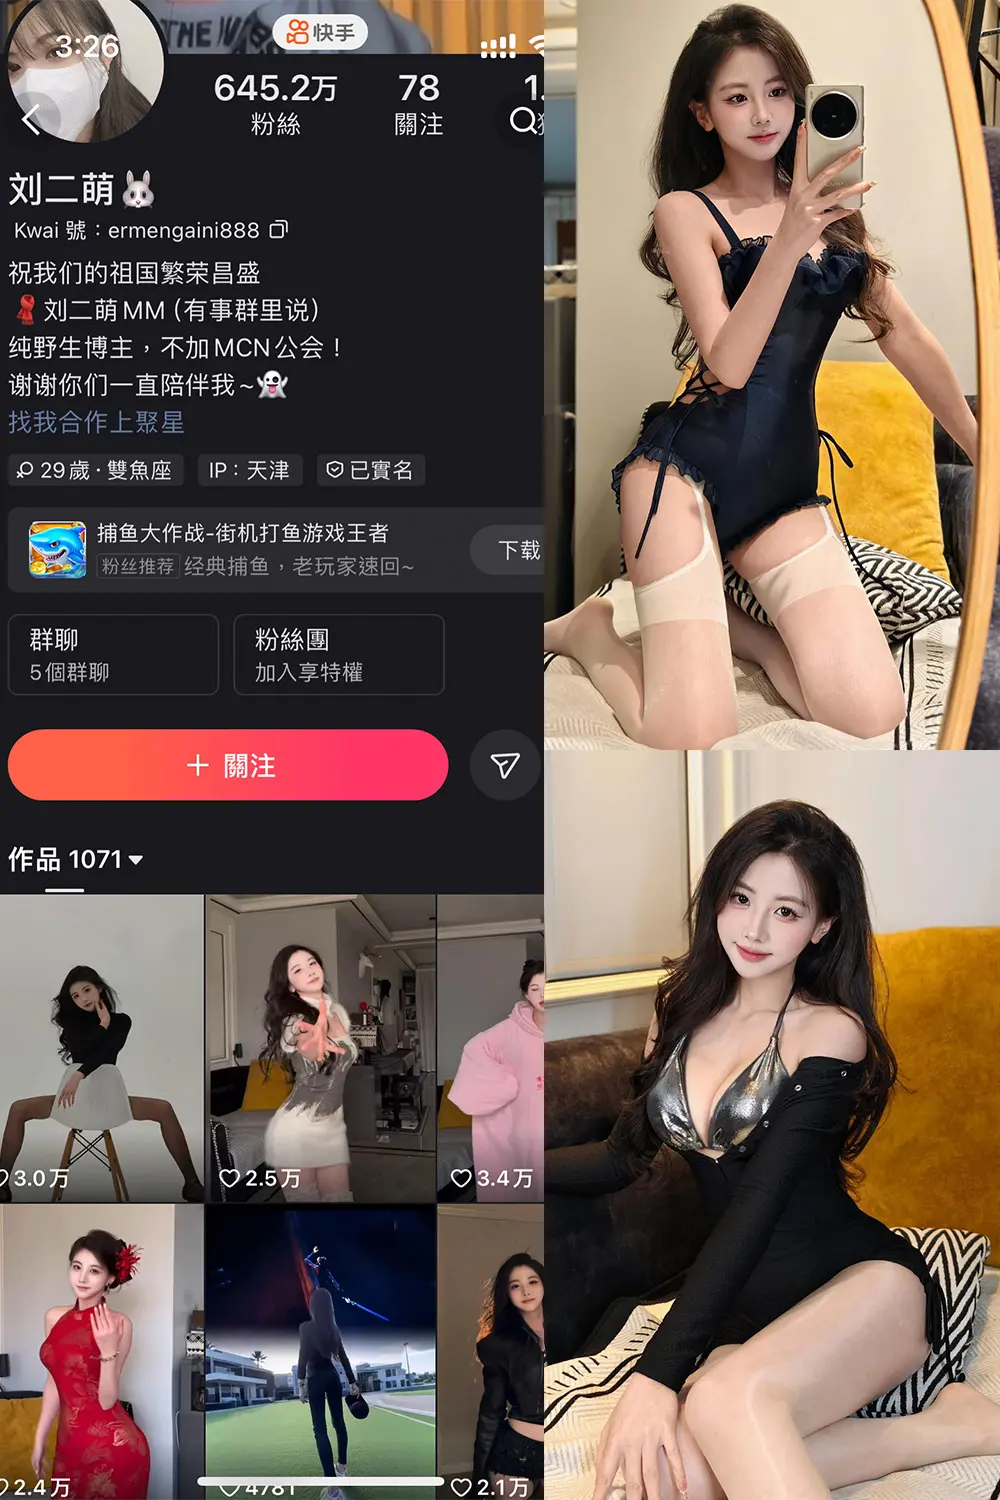 THE N
3:26
快手
645.2万
78
1.
粉絲
關注
刘二萌🐰
Kwai 號：ermengaini888
祝我们的祖国繁荣昌盛
🧣刘二萌MM（有事群里说）
纯野生博主，不加MCN公会！
谢谢你们一直陪伴我~👻
找我合作上聚星
29歲·雙魚座
IP：天津
已實名
捕鱼大作战-街机打鱼游戏王者
粉丝推荐 经典捕鱼，老玩家速回~
下载
群聊
5個群聊
粉絲團
加入享特權
+ 關注
作品 1071
3.0万
2.5万
3.4万
2.4万
4781
2.1万